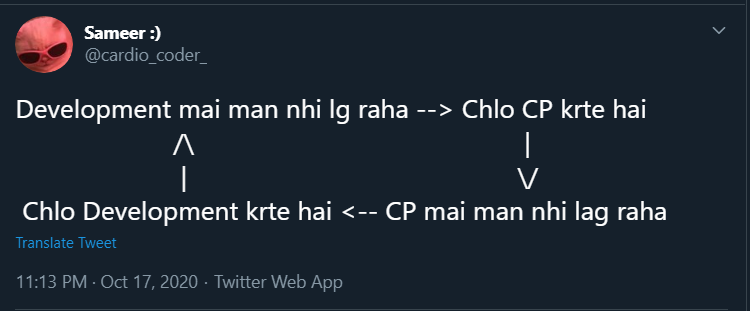 Sameer :)
@cardio_coder_
Development mai man nhi lg raha --> Chlo CP krte hai
/\ |
| \/
Chlo Development krte hai <-- CP mai man nhi lag raha
Translate Tweet
11:13 PM · Oct 17, 2020 · Twitter Web App